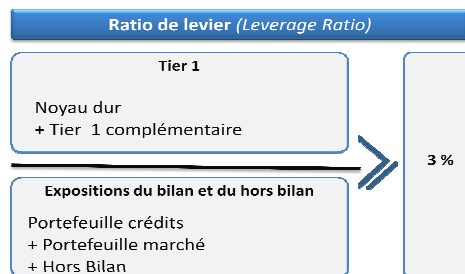 Ratio de levier (Leverage Ratio)
Tier 1
Noyau dur
+ Tier 1 complémentaire
3 %
Expositions du bilan et du hors bilan
Portefeuille crédits
+ Portefeuille marché
+ Hors Bilan